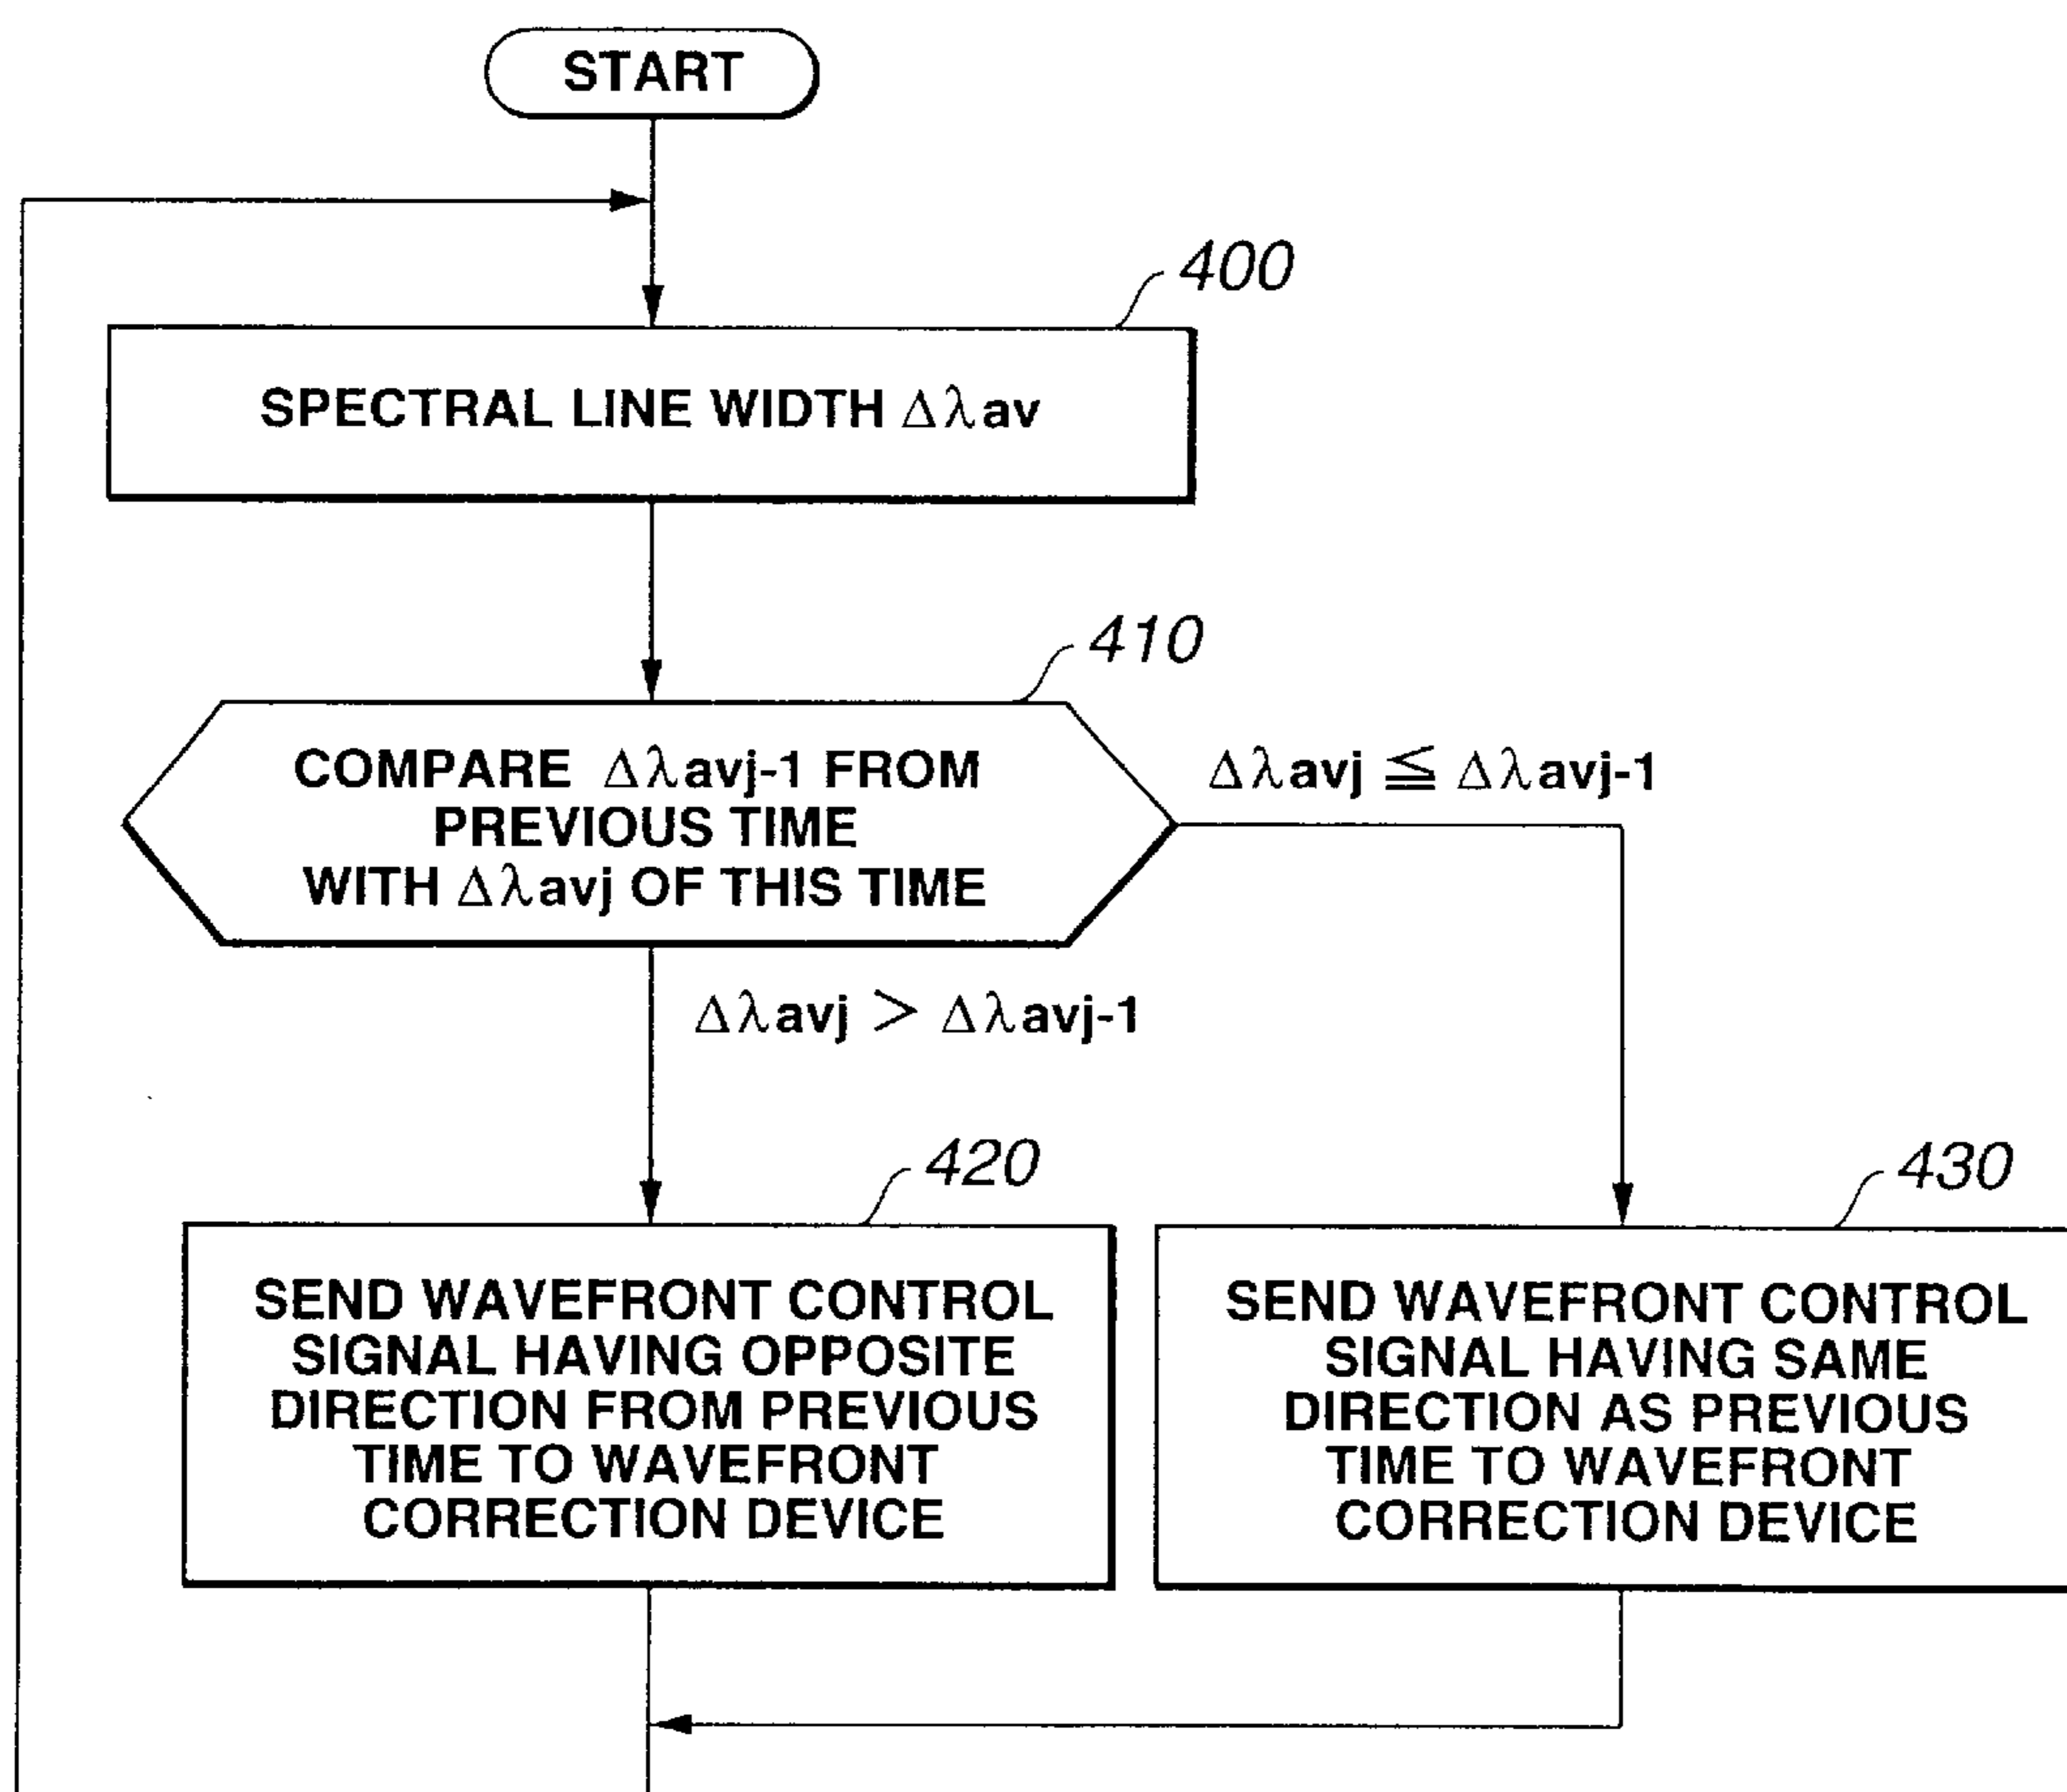 START
400
SPECTRAL LINE WIDTH Δλav
410
COMPARE Δλavj-1 FROM
PREVIOUS TIME
WITH Δλavj OF THIS TIME
Δλavj ≦ Δλavj-1
Δλavj > Δλavj-1
420
SEND WAVEFRONT CONTROL
SIGNAL HAVING OPPOSITE
DIRECTION FROM PREVIOUS
TIME TO WAVEFRONT
CORRECTION DEVICE
430
SEND WAVEFRONT CONTROL
SIGNAL HAVING SAME
DIRECTION AS PREVIOUS
TIME TO WAVEFRONT
CORRECTION DEVICE